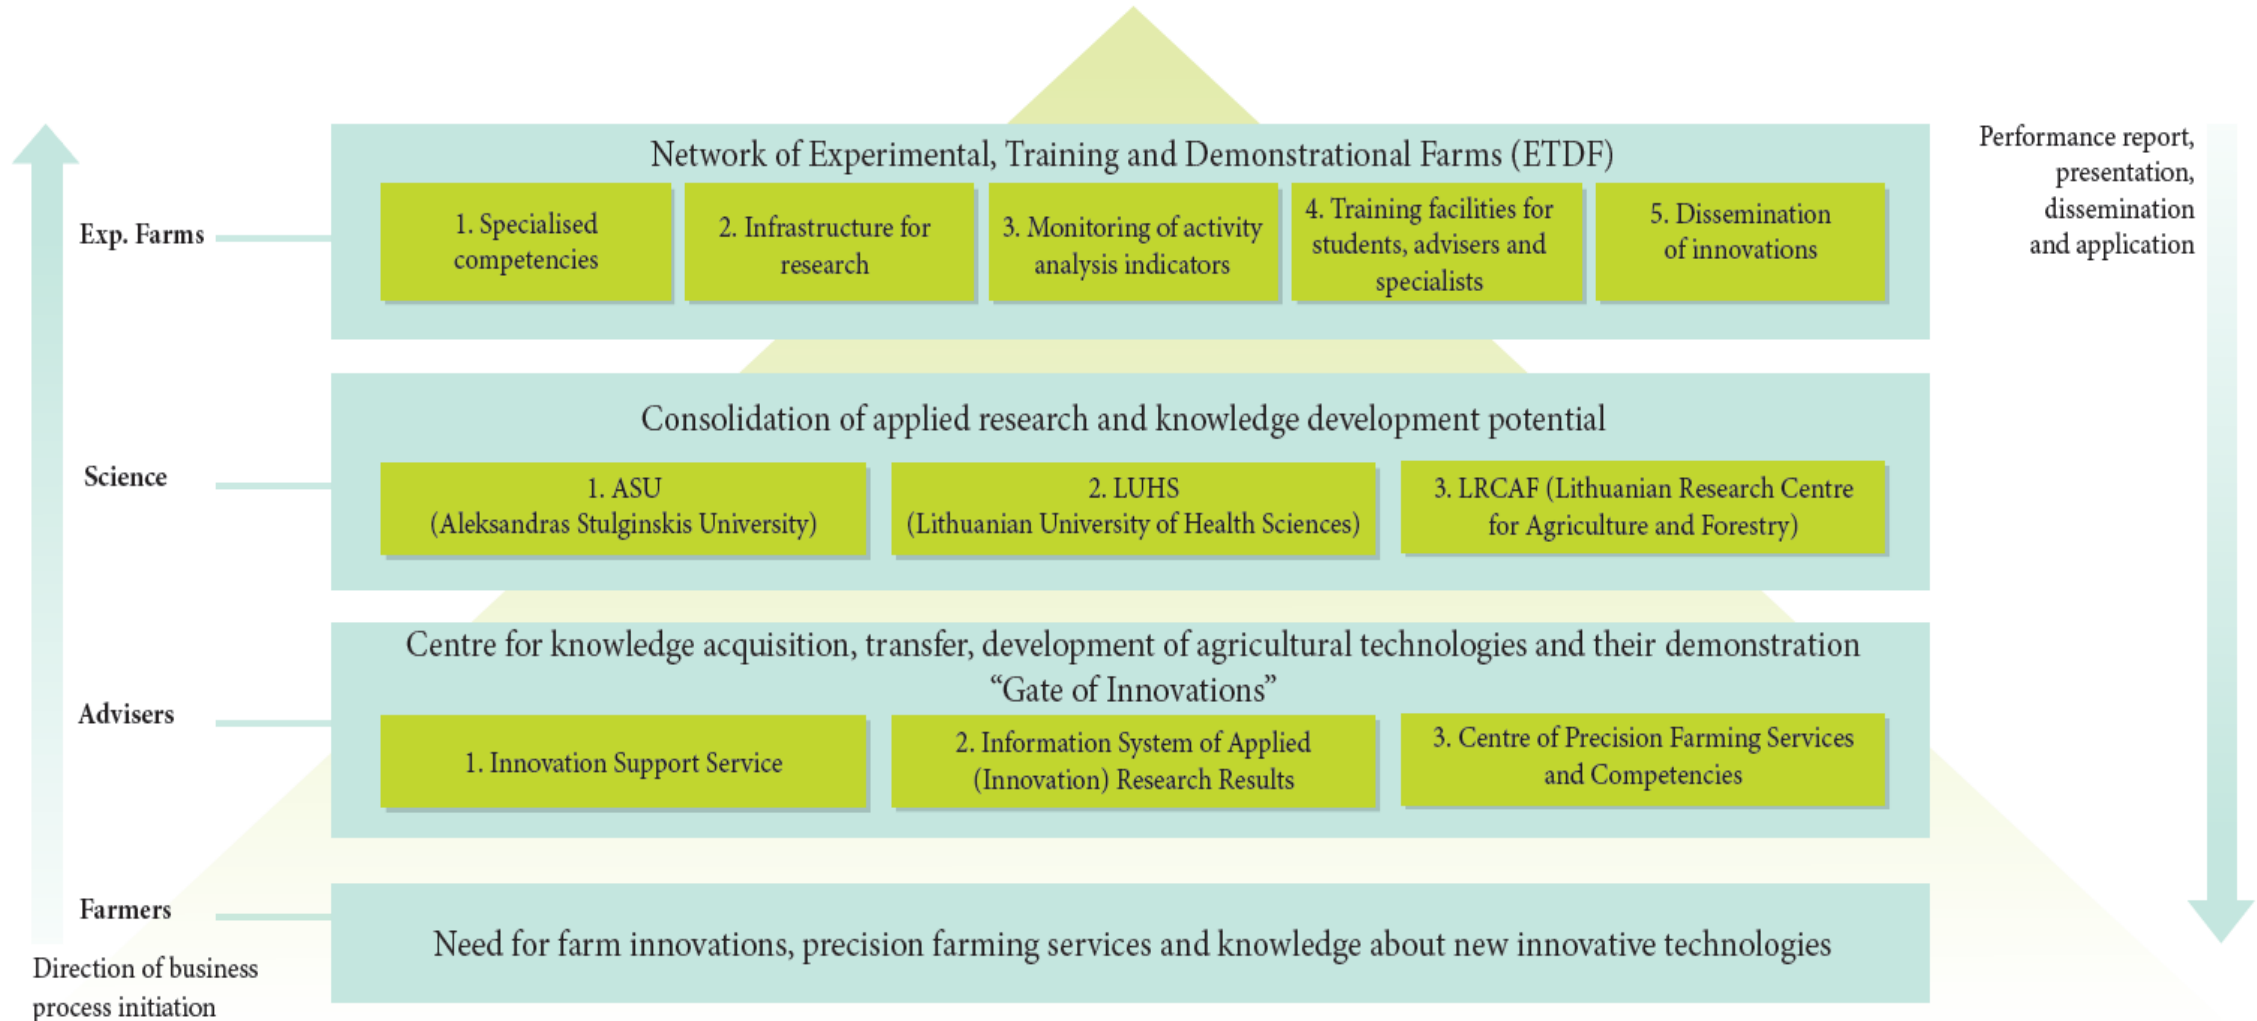 Network of Experimental, Training and Demonstrational Farms (ETDF)
Exp. Farms
1. Specialised
competencies
2. Infrastructure for
research
3. Monitoring of activity
analysis indicators
4. Training facilities for
students, advisers and
specialists
5. Dissemination
of innovations
Performance report,
presentation,
dissemination
and application
Consolidation of applied research and knowledge development potential
Science
1. ASU
(Aleksandras Stulginskis University)
2. LUHS
(Lithuanian University of Health Sciences)
3. LRCAF (Lithuanian Research Centre
for Agriculture and Forestry)
Centre for knowledge acquisition, transfer, development of agricultural technologies and their demonstration
“Gate of Innovations”
Advisers
1. Innovation Support Service
2. Information System of Applied
(Innovation) Research Results
3. Centre of Precision Farming Services
and Competencies
Farmers
Need for farm innovations, precision farming services and knowledge about new innovative technologies
Direction of business
process initiation